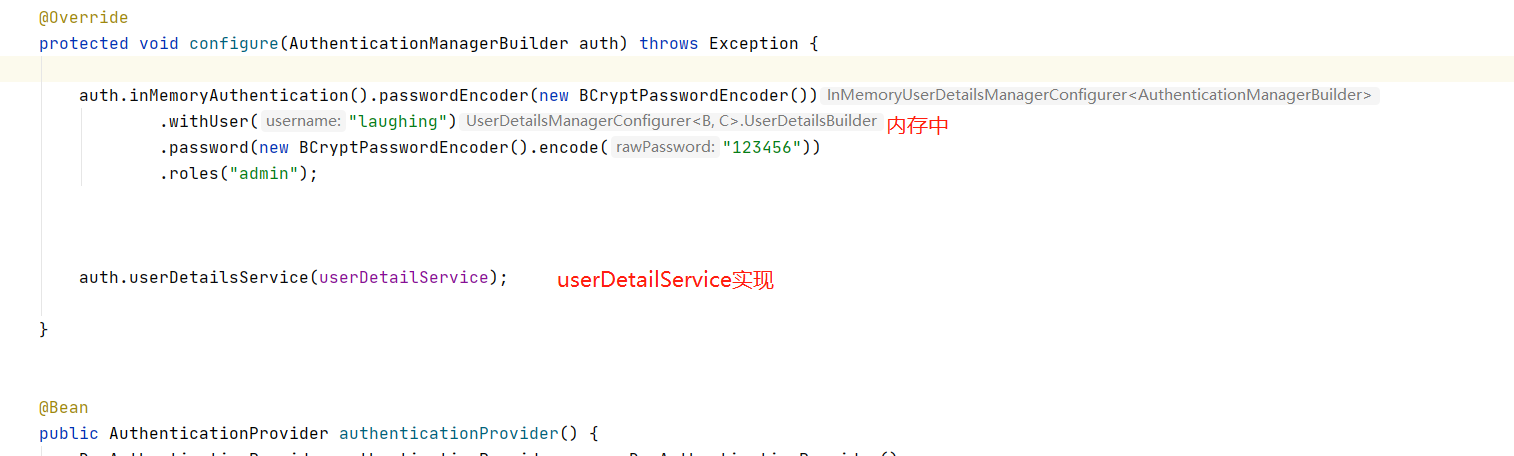 @Override
protected void configure(AuthenticationManagerBuilder auth) throws Exception {
auth.inMemoryAuthentication().passwordEncoder(new BCryptPasswordEncoder()) InMemoryUserDetailsManagerConfigurer<AuthenticationManagerBuilder>
.withUser( username: "laughing") UserDetailsManagerConfigurer<B, C>.UserDetailsBuilder 内存中
.password(new BCryptPasswordEncoder().encode( rawPassword: "123456"))
.roles("admin");
auth.userDetailsService(userDetailService); userDetailService实现
}
@Bean
public AuthenticationProvider authenticationProvider() {